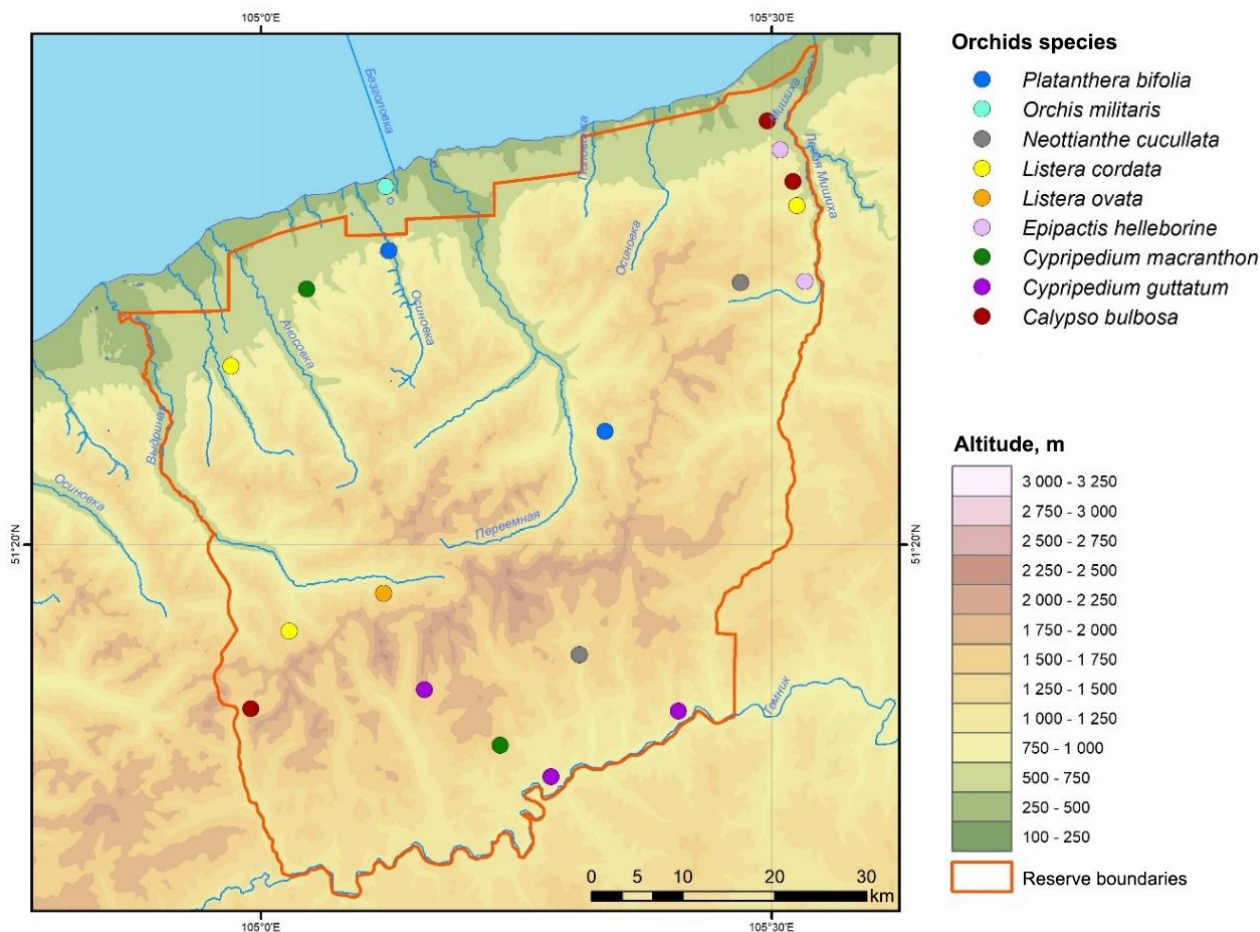 105°0'E
105°30'E
Безголовка
Мишиха
Левая Мишиха
Осиновка
Осиновка
Аносовка
Выдриная
Осиновка
Переемная
Темник
51°20'N
51°20'N
0 5 10 20 30
km
105°0'E
105°30'E
Orchids species
Platanthera bifolia
Orchis militaris
Neottianthe cucullata
Listera cordata
Listera ovata
Epipactis helleborine
Cypripedium macranthon
Cypripedium guttatum
Calypso bulbosa
Altitude, m
3 000 - 3 250
2 750 - 3 000
2 500 - 2 750
2 250 - 2 500
2 000 - 2 250
1 750 - 2 000
1 500 - 1 750
1 250 - 1 500
1 000 - 1 250
750 - 1 000
500 - 750
250 - 500
100 - 250
Reserve boundaries